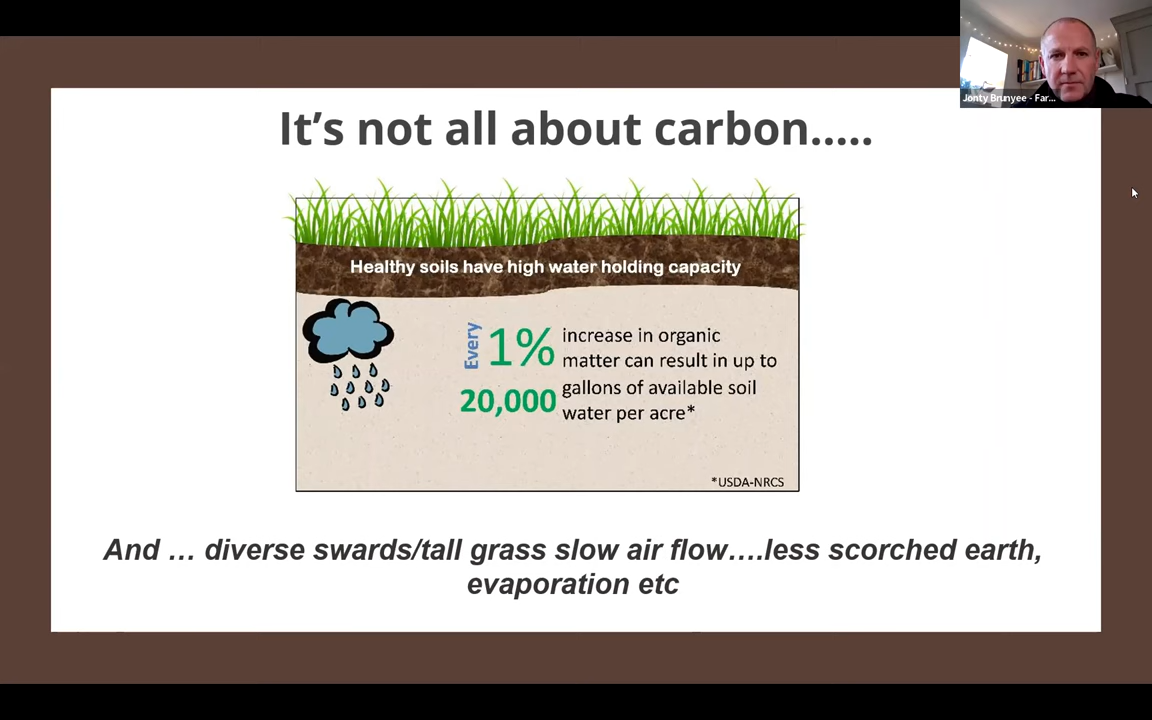 Jonty Brunyee - Far...
It's not all about carbon.....
Healthy soils have high water holding capacity
Every 1% increase in organic
matter can result in up to
20,000 gallons of available soil
water per acre*
*USDA-NRCS
And … diverse swards/tall grass slow air flow….less scorched earth,
evaporation etc